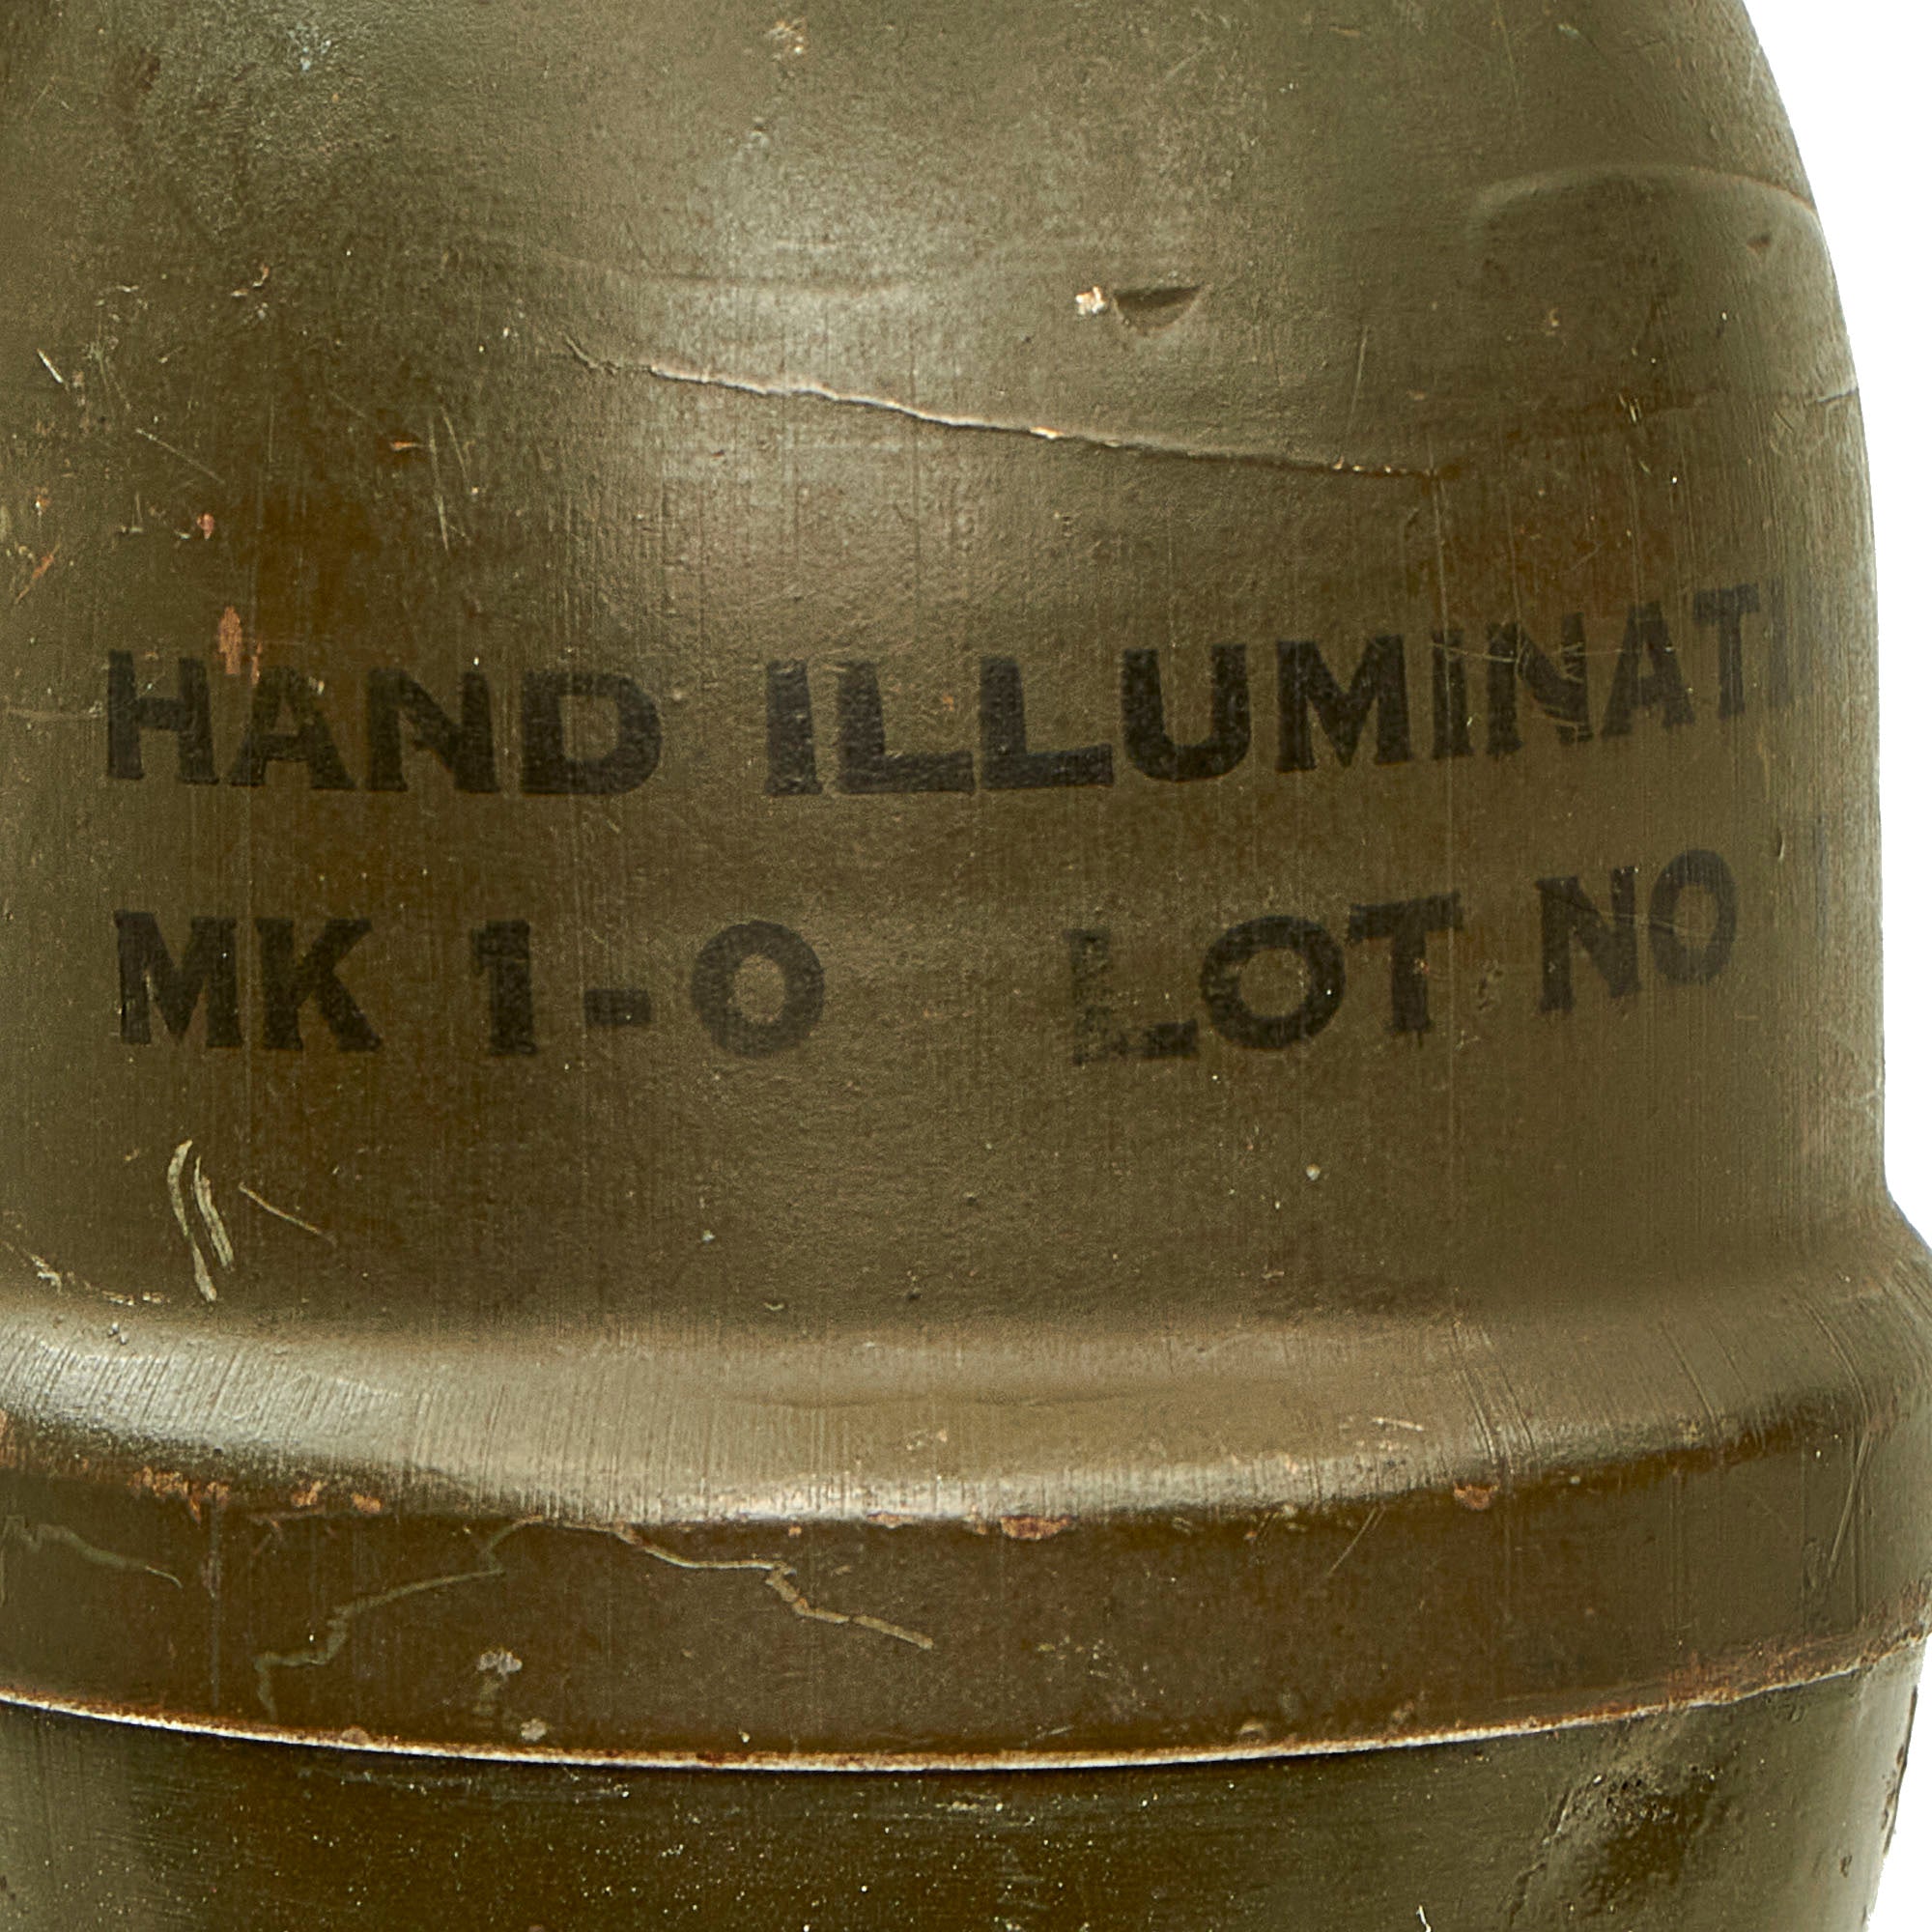 HAND ILLUMINATI
MK 1-0 LOT NO